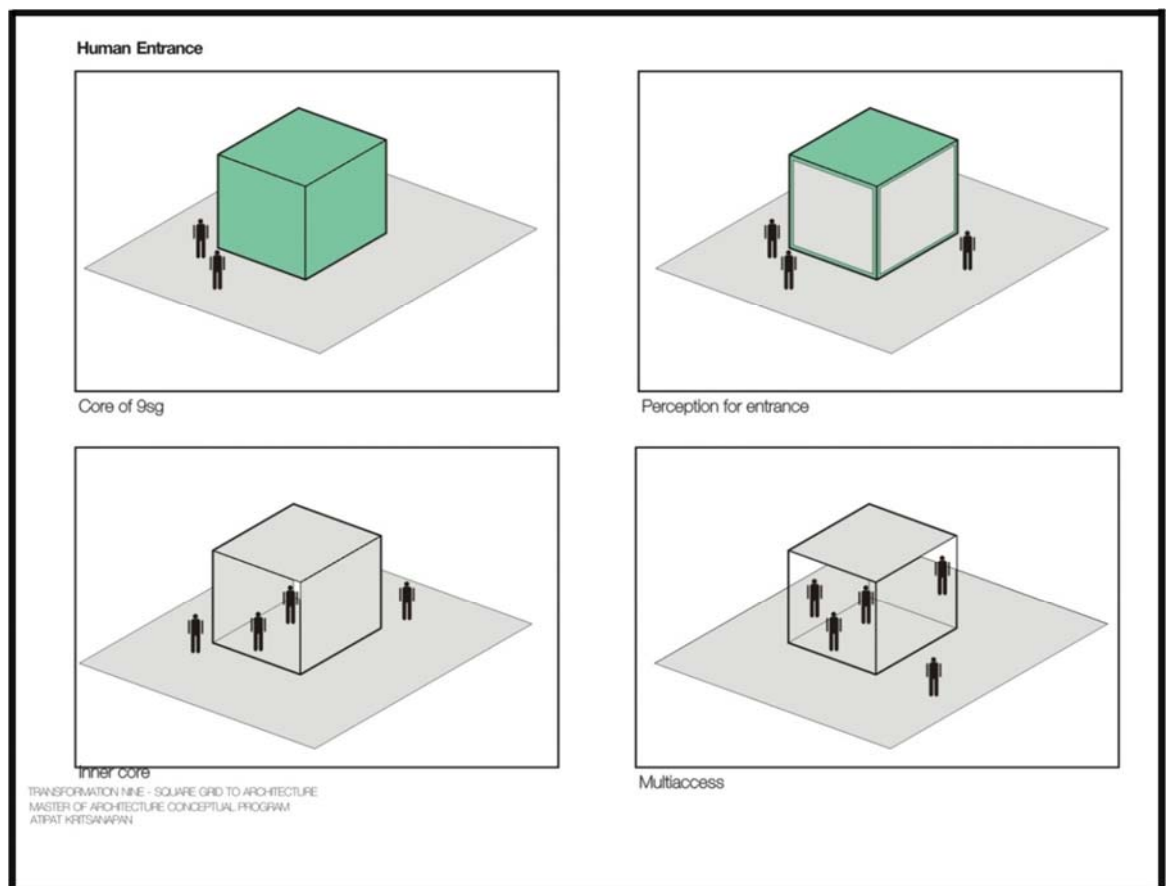 Human Entrance
Core of 9sg
Perception for entrance
Inner core
Multiaccess
TRANSFORMATION NINE - SQUARE GRID TO ARCHITECTURE
MASTER OF ARCHITECTURE CONCEPTUAL PROGRAM
ATIPAT KRITSANAPAN